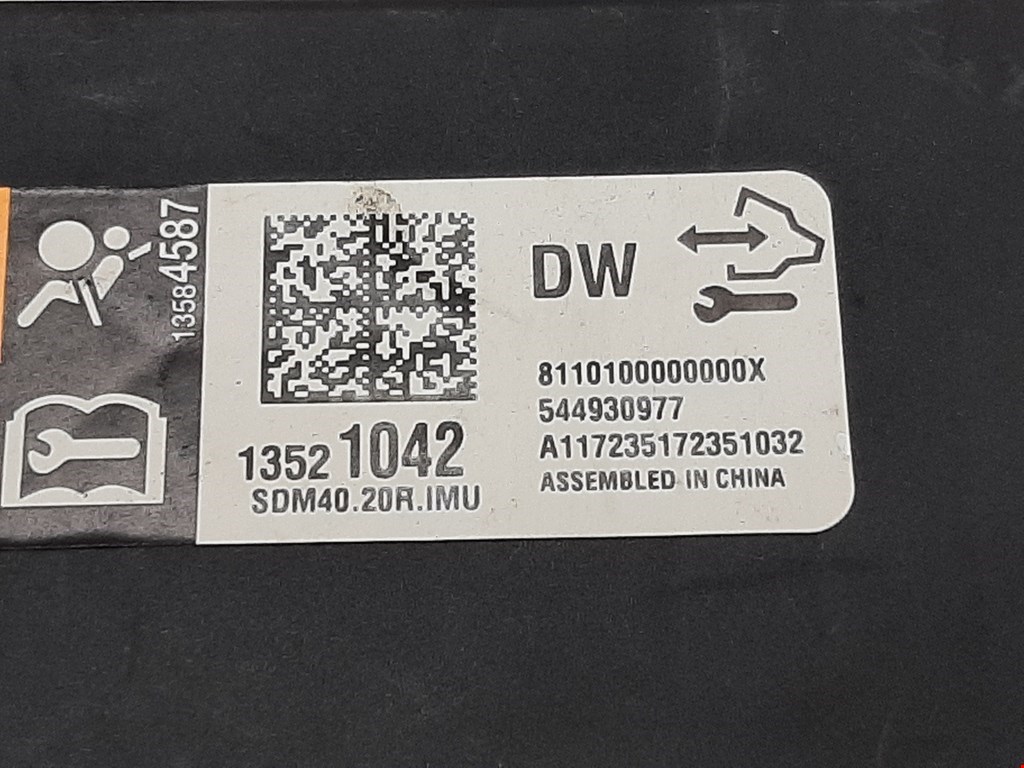 13584587
1352 1042
SDM40.20R.IMU
DW
8110100000000X
544930977
A117235172351032
ASSEMBLED IN CHINA